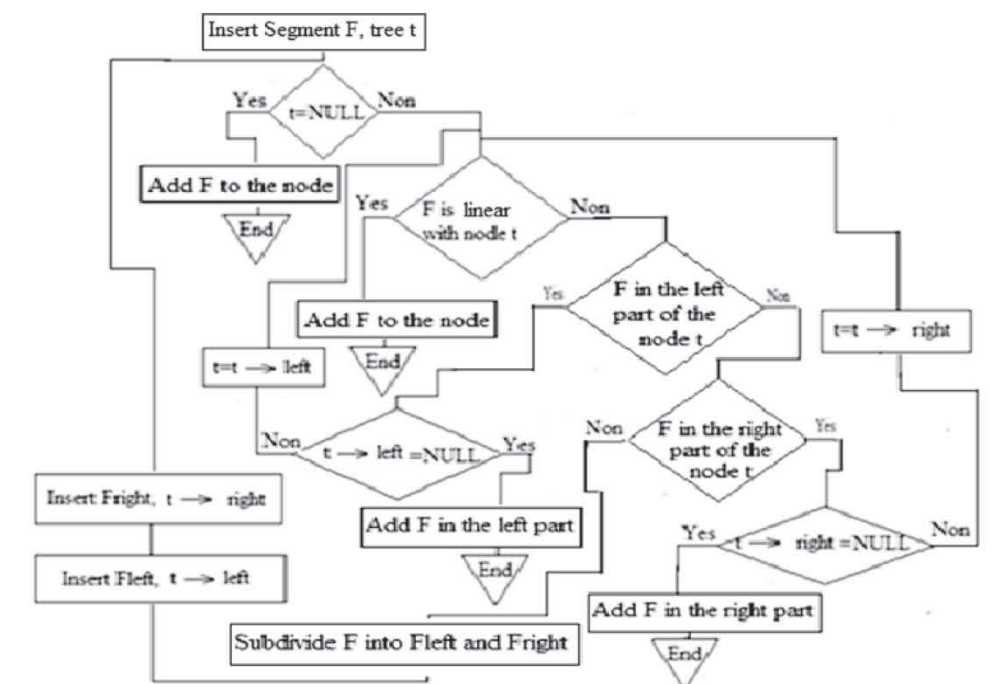 Insert Segment F, tree t
Yes
Non
t=NULL
Add F to the node
End
Yes
F is linear
with node t
Non
Add F to the node
End
Yes
F in the left
part of the
node t
Non
t=t → right
t=t → left
Non
t → left =NULL
Yes
Non
F in the right
part of the
node t
Yes
Insert Fright, t → right
Add F in the left part
End
Yes
t → right =NULL
Non
Insert Fleft, t → left
Add F in the right part
End
Subdivide F into Fleft and Fright